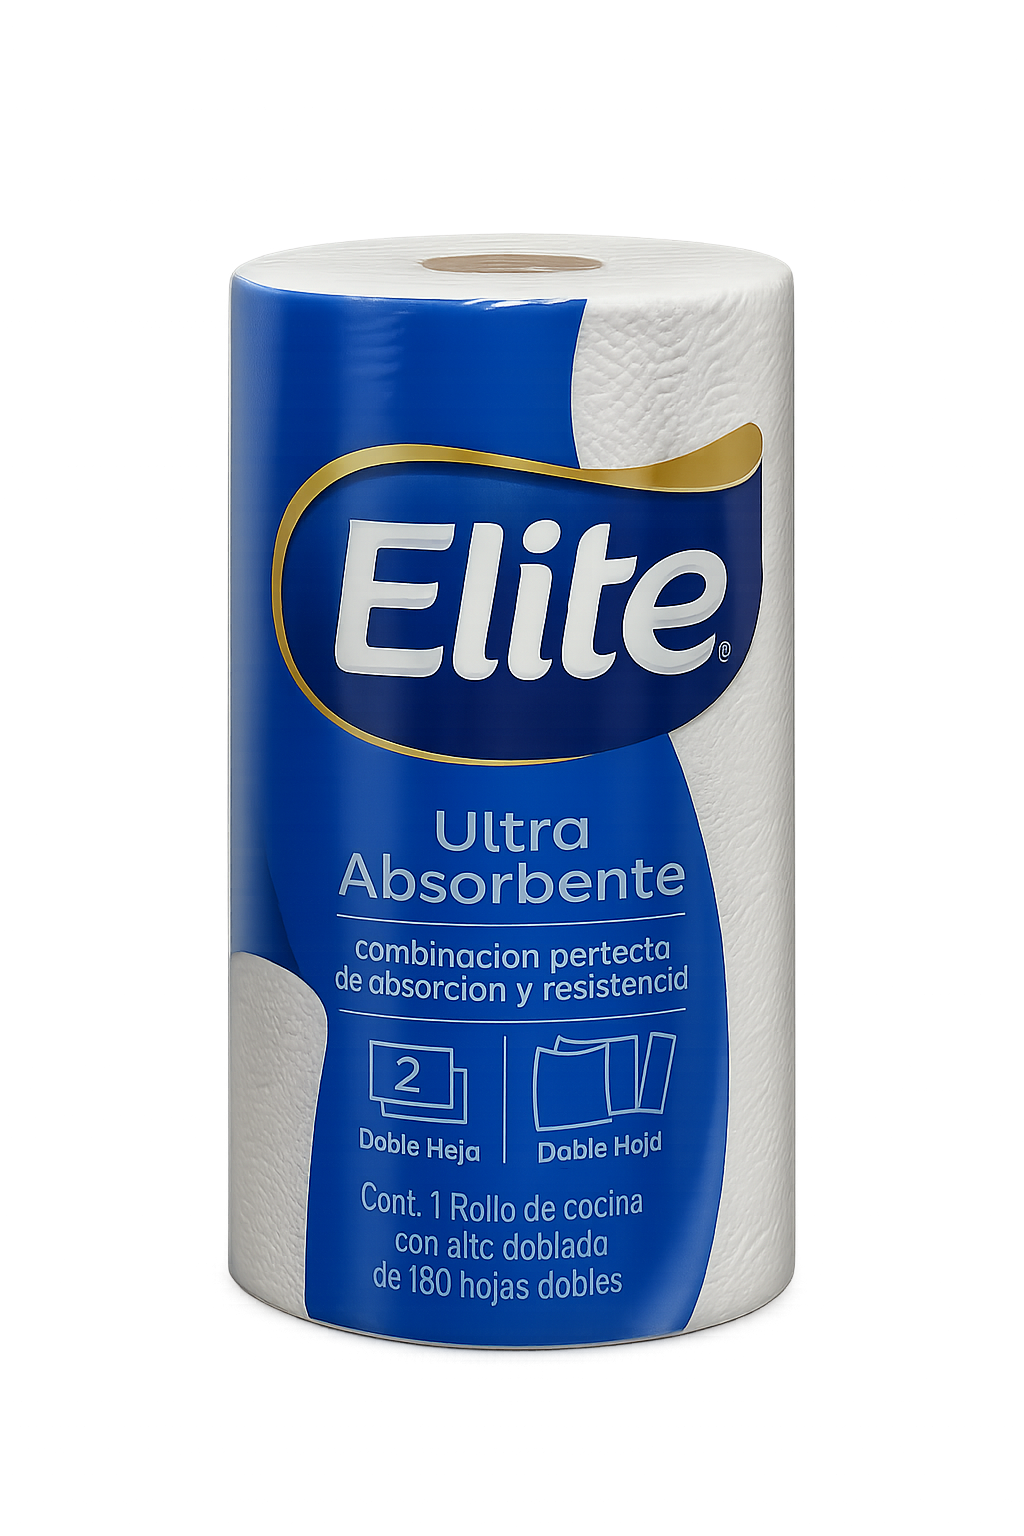 Elite
Ultra
Absorbente
combinacion pertecta
de absorcion y resistencid
2
Doble Heja
Dable Hojd
Cont. 1 Rollo de cocina
con altc doblada
de 180 hojas dobles